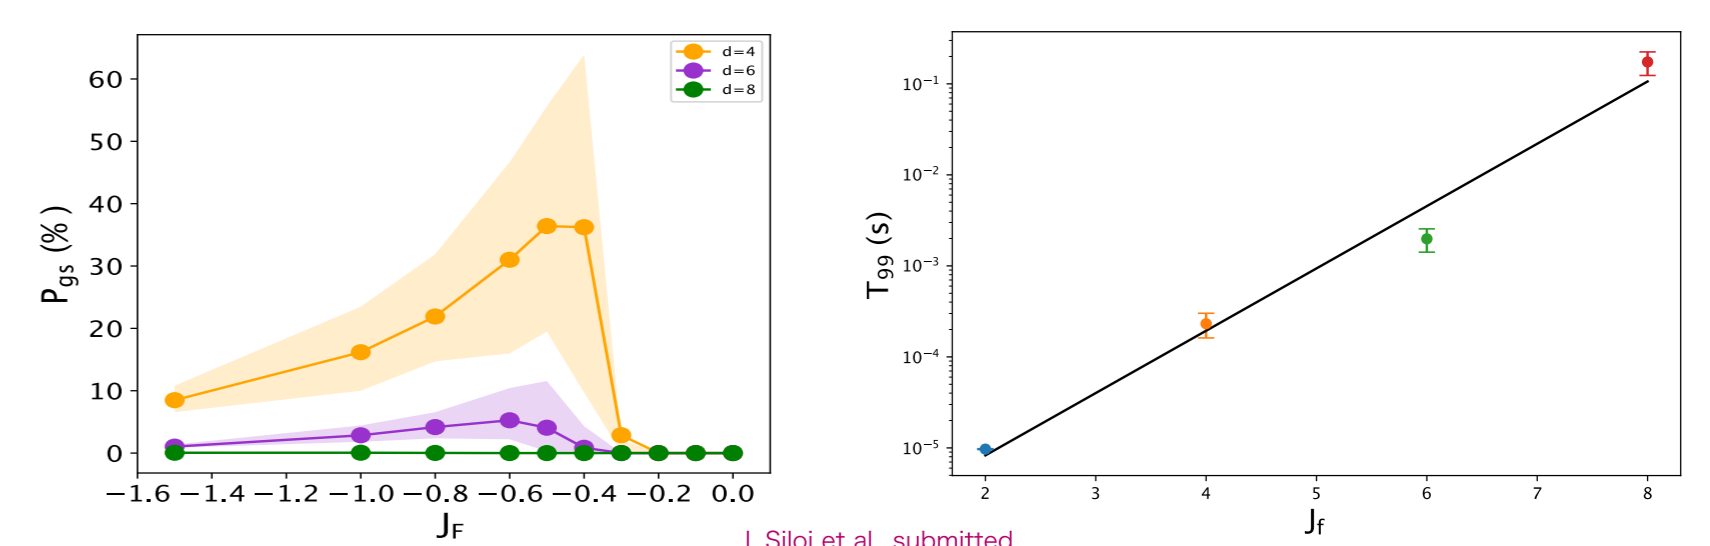 P_gs (%)
60
50
40
30
20
10
0
d=4
d=6
d=8
−1.6 −1.4 −1.2 −1.0 −0.8 −0.6 −0.4 −0.2 0.0
J_F
T_99 (s)
10^−1
10^−2
10^−3
10^−4
10^−5
2 3 4 5 6 7 8
J_f
Siloi et al., submitted